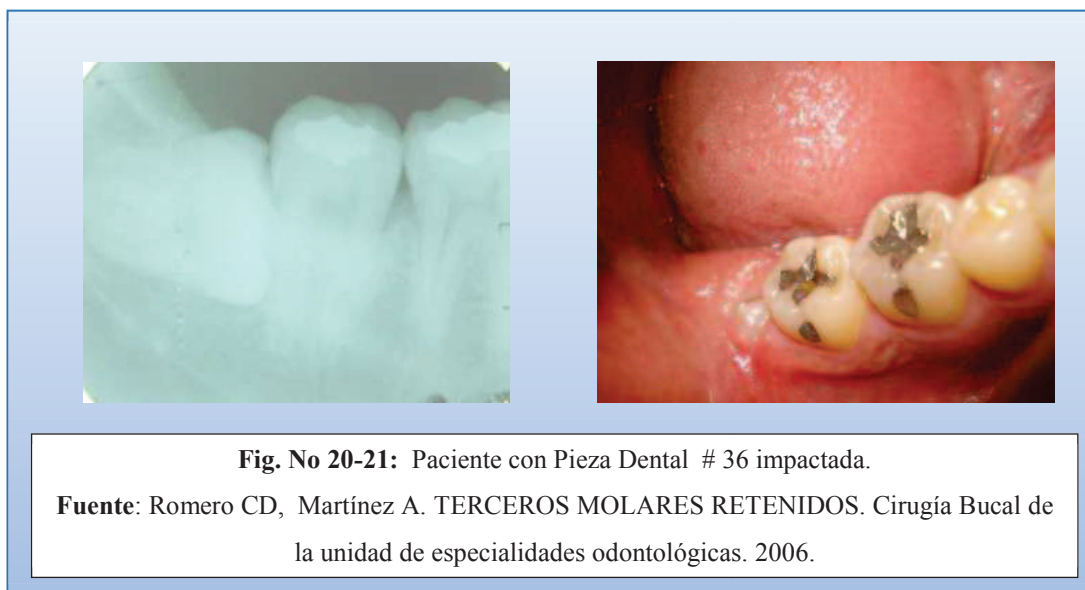 Fig. No 20-21: Paciente con Pieza Dental # 36 impactada.
Fuente: Romero CD, Martínez A. TERCEROS MOLARES RETENIDOS. Cirugía Bucal de
la unidad de especialidades odontológicas. 2006.